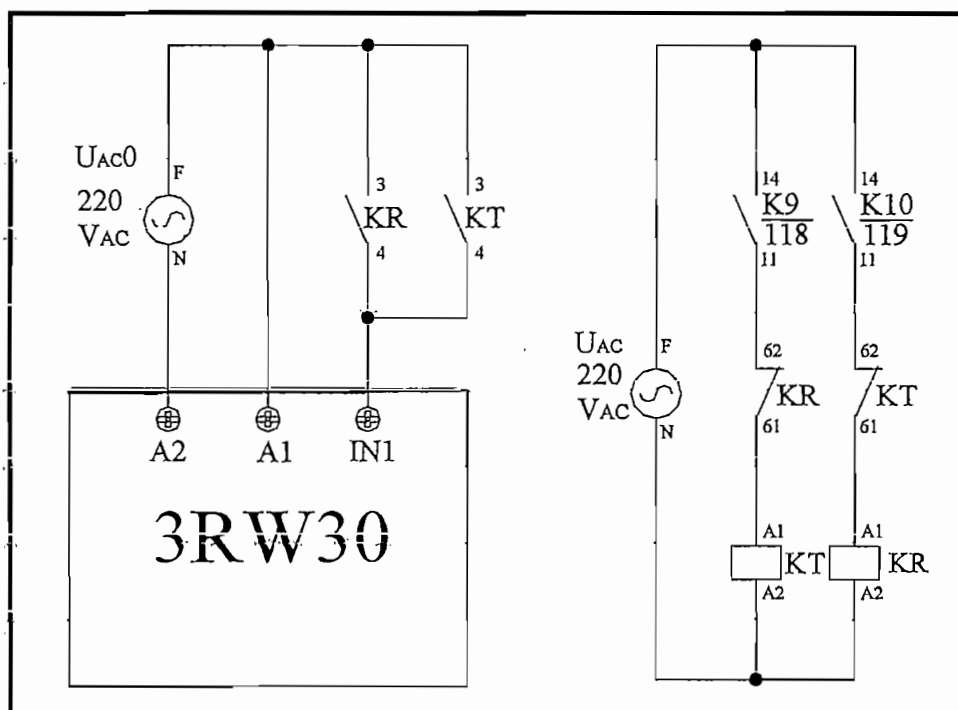 UAC0
F
220
VAC
N
3
KR
4
3
KT
4
A2
A1
IN1
3RW30
UAC
F
220
VAC
N
14
K9
118
11
14
K10
119
11
62
KR
61
62
KT
61
A1
KT
A2
A1
KR
A2